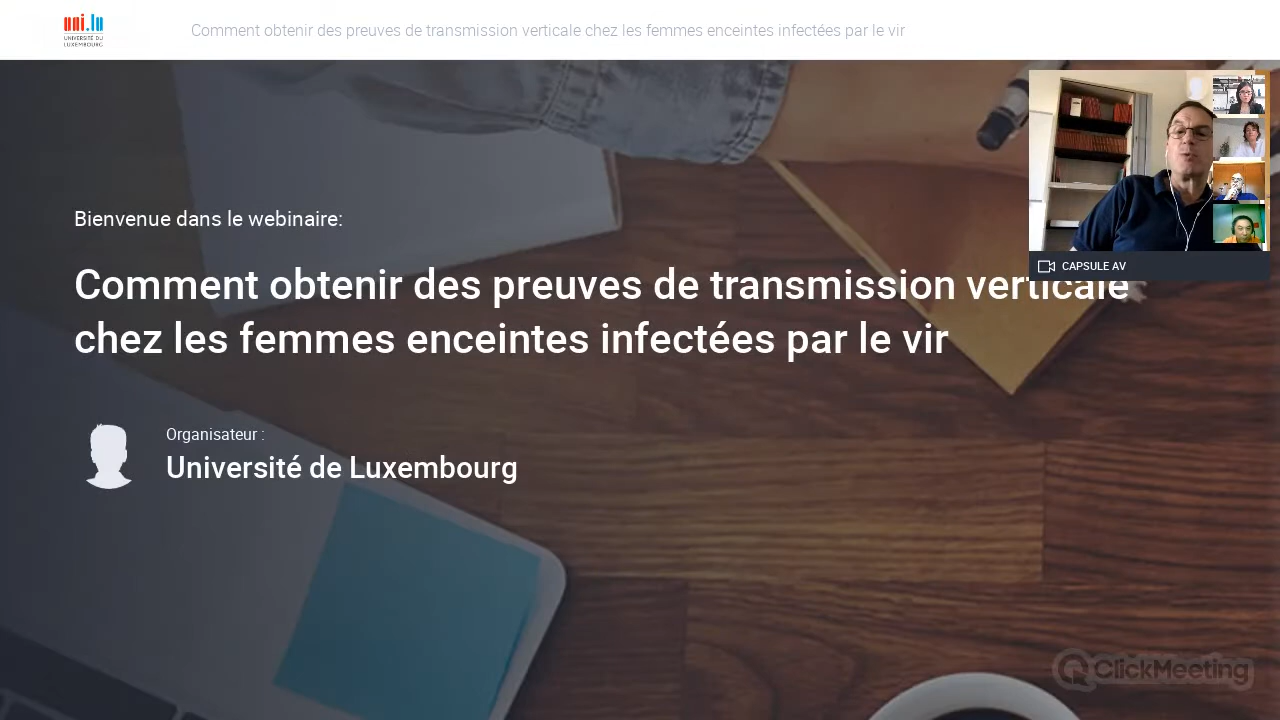 uni.lu
UNIVERSITÉ DU
LUXEMBOURG
Comment obtenir des preuves de transmission verticale chez les femmes enceintes infectées par le vir
Bienvenue dans le webinaire:
Comment obtenir des preuves de transmission verticale
chez les femmes enceintes infectées par le vir
CAPSULE AV
Organisateur :
Université de Luxembourg
ClickMeeting